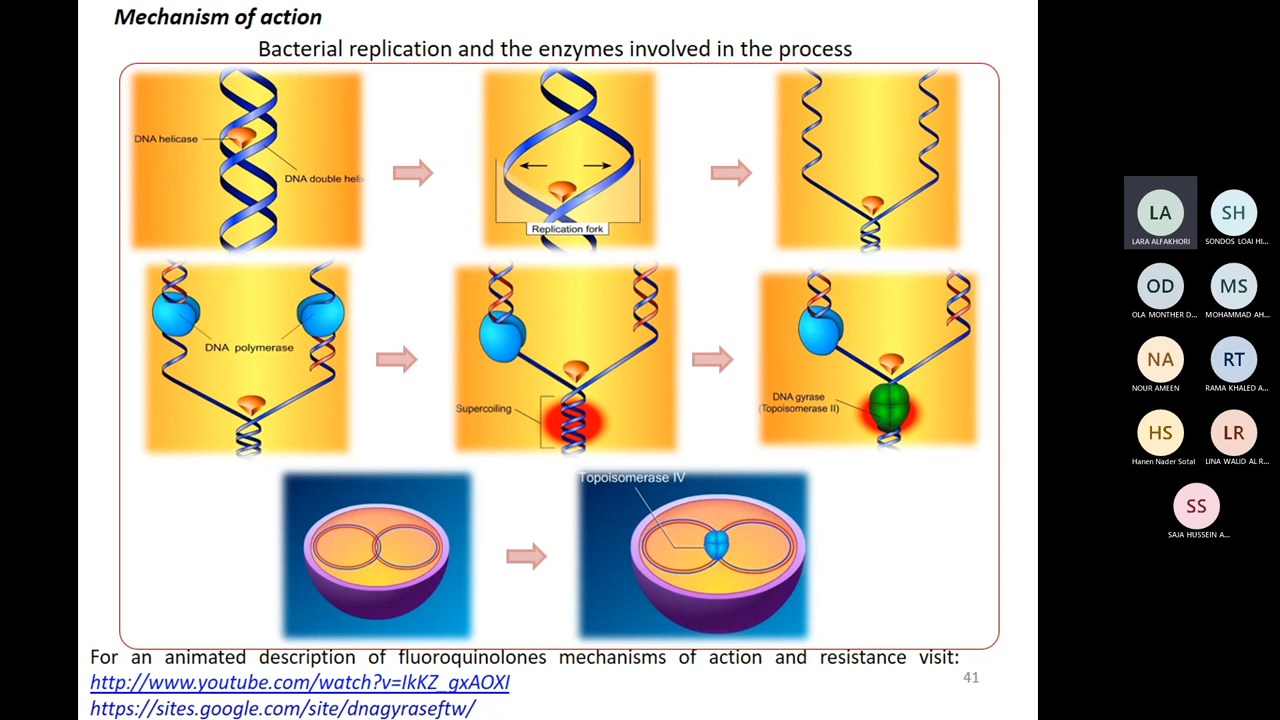 Mechanism of action
Bacterial replication and the enzymes involved in the process
DNA helicase
DNA double heli
Replication fork
DNA polymerase
Supercoiling
DNA gyrase
(Topoisomerase II)
Topoisomerase IV
For an animated description of fluoroquinolones mechanisms of action and resistance visit:
http://www.youtube.com/watch?v=IkKZ_gxAOXI
https://sites.google.com/site/dnagyraseftw/
41
LA
LARA ALFAKHORI
SH
SONDOS LOAI HI...
OD
OLA MONTHER D...
MS
MOHAMMAD AH...
NA
NOUR AMEEN
RT
RAMA KHALED A...
HS
Hanen Nader Sotal
LR
LINA WALID AL R...
SS
SAJA HUSSEIN A...